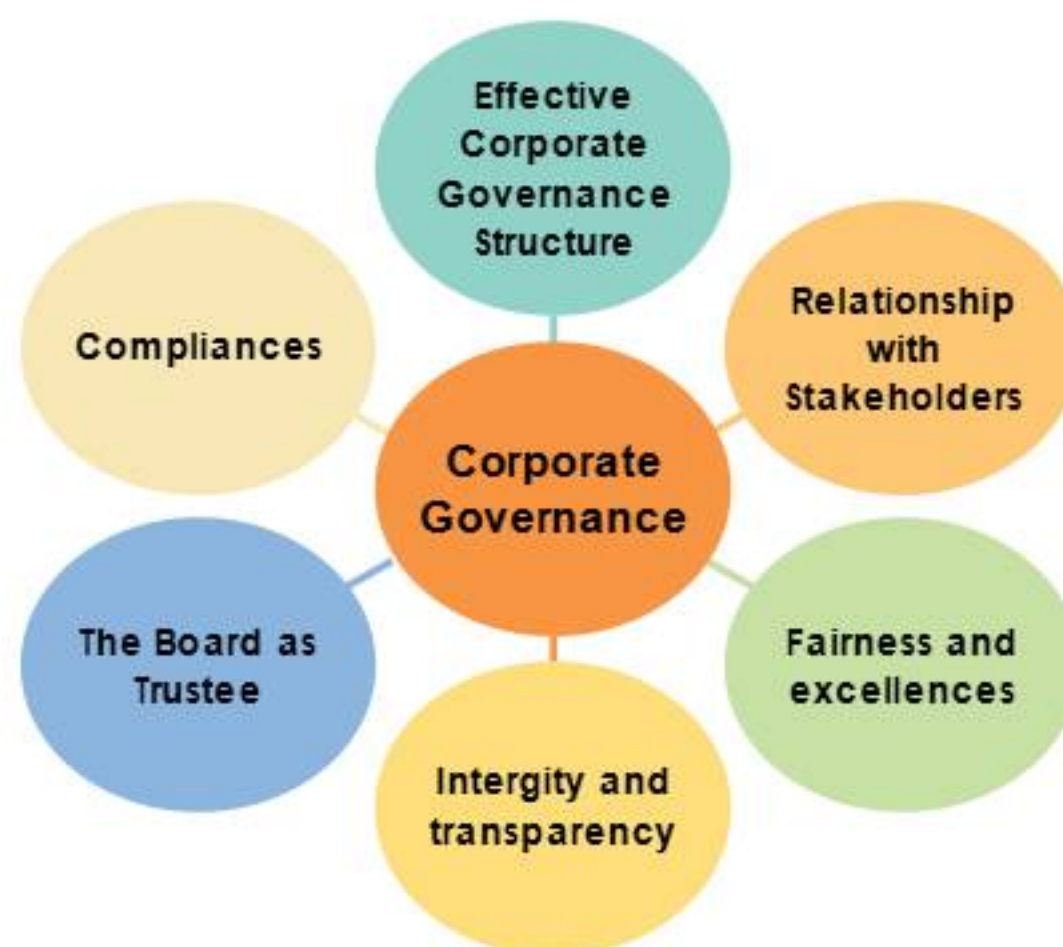 Effective
Corporate
Governance
Structure
Relationship
with
Stakeholders
Compliances
Corporate
Governance
The Board as
Trustee
Fairness and
excellences
Intergity and
transparency